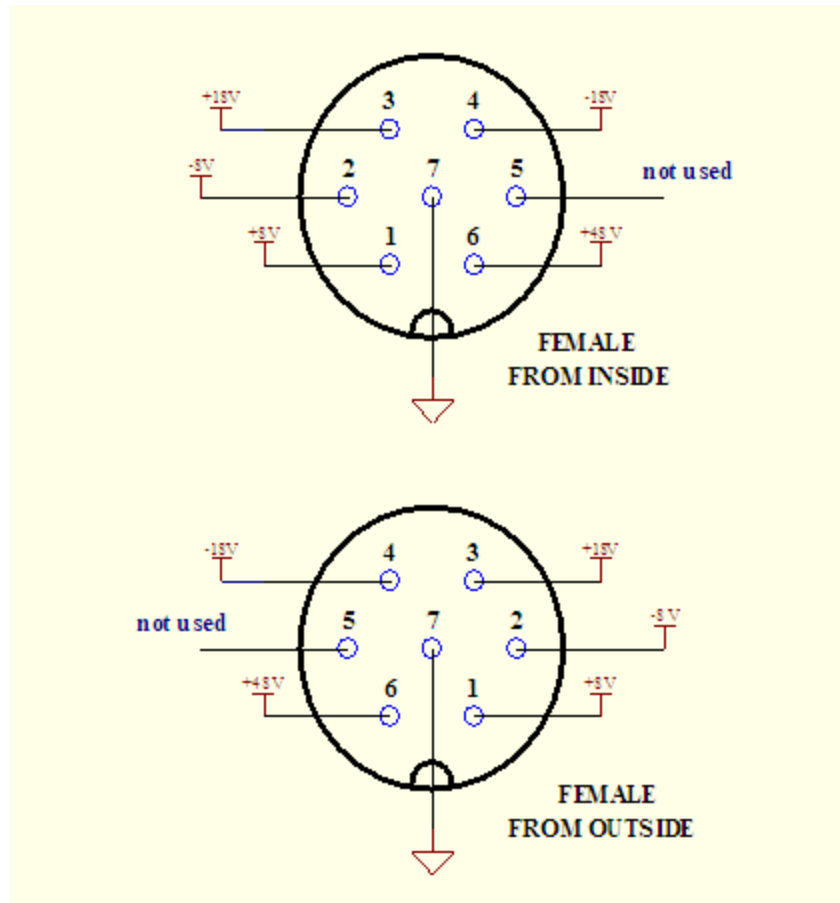 3 4
+18V -18V
2 7 5
-8V not used
1 6
+8V +48V
FEMALE
FROM INSIDE
-18V 4 3 +18V
5 7 2 -8V
not used
+48V 6 1 +8V
FEMALE
FROM OUTSIDE